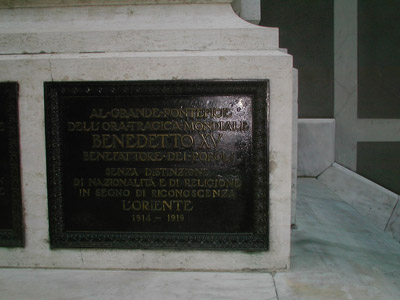 AL·GRANDE·PONTEFICE
DELL'ORA·TRAGICA·MONDIALE
BENEDETTO XV
BENEFATTORE·DEI·POPOLI
SENZA DISTINZIONE
DI NAZIONALITÀ E DI RELIGIONE
IN SEGNO DI RICONOSCENZA
L'ORIENTE
1914 - 1919